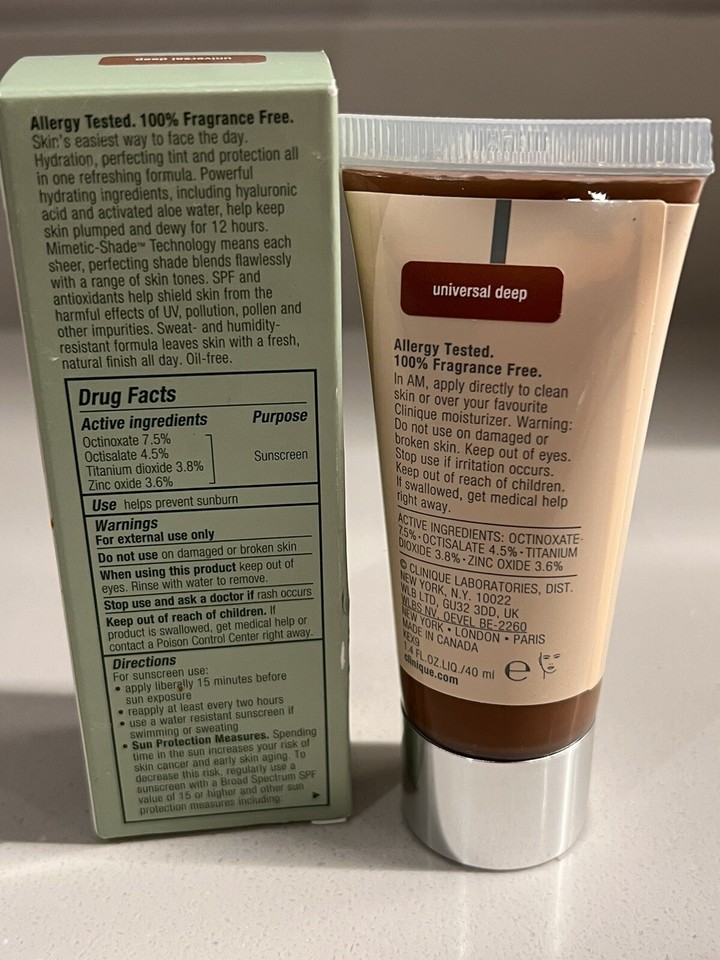 universal deep
Allergy Tested. 100% Fragrance Free.
Skin's easiest way to face the day.
Hydration, perfecting tint and protection all
in one refreshing formula. Powerful
hydrating ingredients, including hyaluronic
acid and activated aloe water, help keep
skin plumped and dewy for 12 hours.
Mimetic-Shade™ Technology means each
sheer, perfecting shade blends flawlessly
with a range of skin tones. SPF and
antioxidants help shield skin from the
harmful effects of UV, pollution, pollen and
other impurities. Sweat- and humidity-
resistant formula leaves skin with a fresh,
natural finish all day. Oil-free.
Drug Facts
Active ingredients Purpose
Octinoxate 7.5%
Octisalate 4.5%
Titanium dioxide 3.8% Sunscreen
Zinc oxide 3.6%
Use helps prevent sunburn
Warnings
For external use only
Do not use on damaged or broken skin
When using this product keep out of
eyes. Rinse with water to remove.
Stop use and ask a doctor if rash occurs
Keep out of reach of children. If
product is swallowed, get medical help or
contact a Poison Control Center right away.
Directions
For sunscreen use:
• apply liberally 15 minutes before
sun exposure
• reapply at least every two hours
• use a water resistant sunscreen if
swimming or sweating
• Sun Protection Measures. Spending
time in the sun increases your risk of
skin cancer and early skin aging. To
decrease this risk, regularly use a
sunscreen with a Broad Spectrum SPF
value of 15 or higher and other sun
protection measures including:
universal deep
Allergy Tested.
100% Fragrance Free.
In AM, apply directly to clean
skin or over your favourite
Clinique moisturizer. Warning:
Do not use on damaged or
broken skin. Keep out of eyes.
Stop use if irritation occurs.
Keep out of reach of children.
If swallowed, get medical help
right away.
ACTIVE INGREDIENTS: OCTINOXATE-
7.5%•OCTISALATE 4.5%•TITANIUM
DIOXIDE 3.8%•ZINC OXIDE 3.6%
© CLINIQUE LABORATORIES, DIST.
NEW YORK, N.Y. 10022
WLB LTD, GU32 3DD, UK
WLBS NV, OEVEL BE-2260
NEW YORK • LONDON • PARIS
MADE IN CANADA
KEX9
1.4 FL.OZ.LIQ./40 ml e
clinique.com